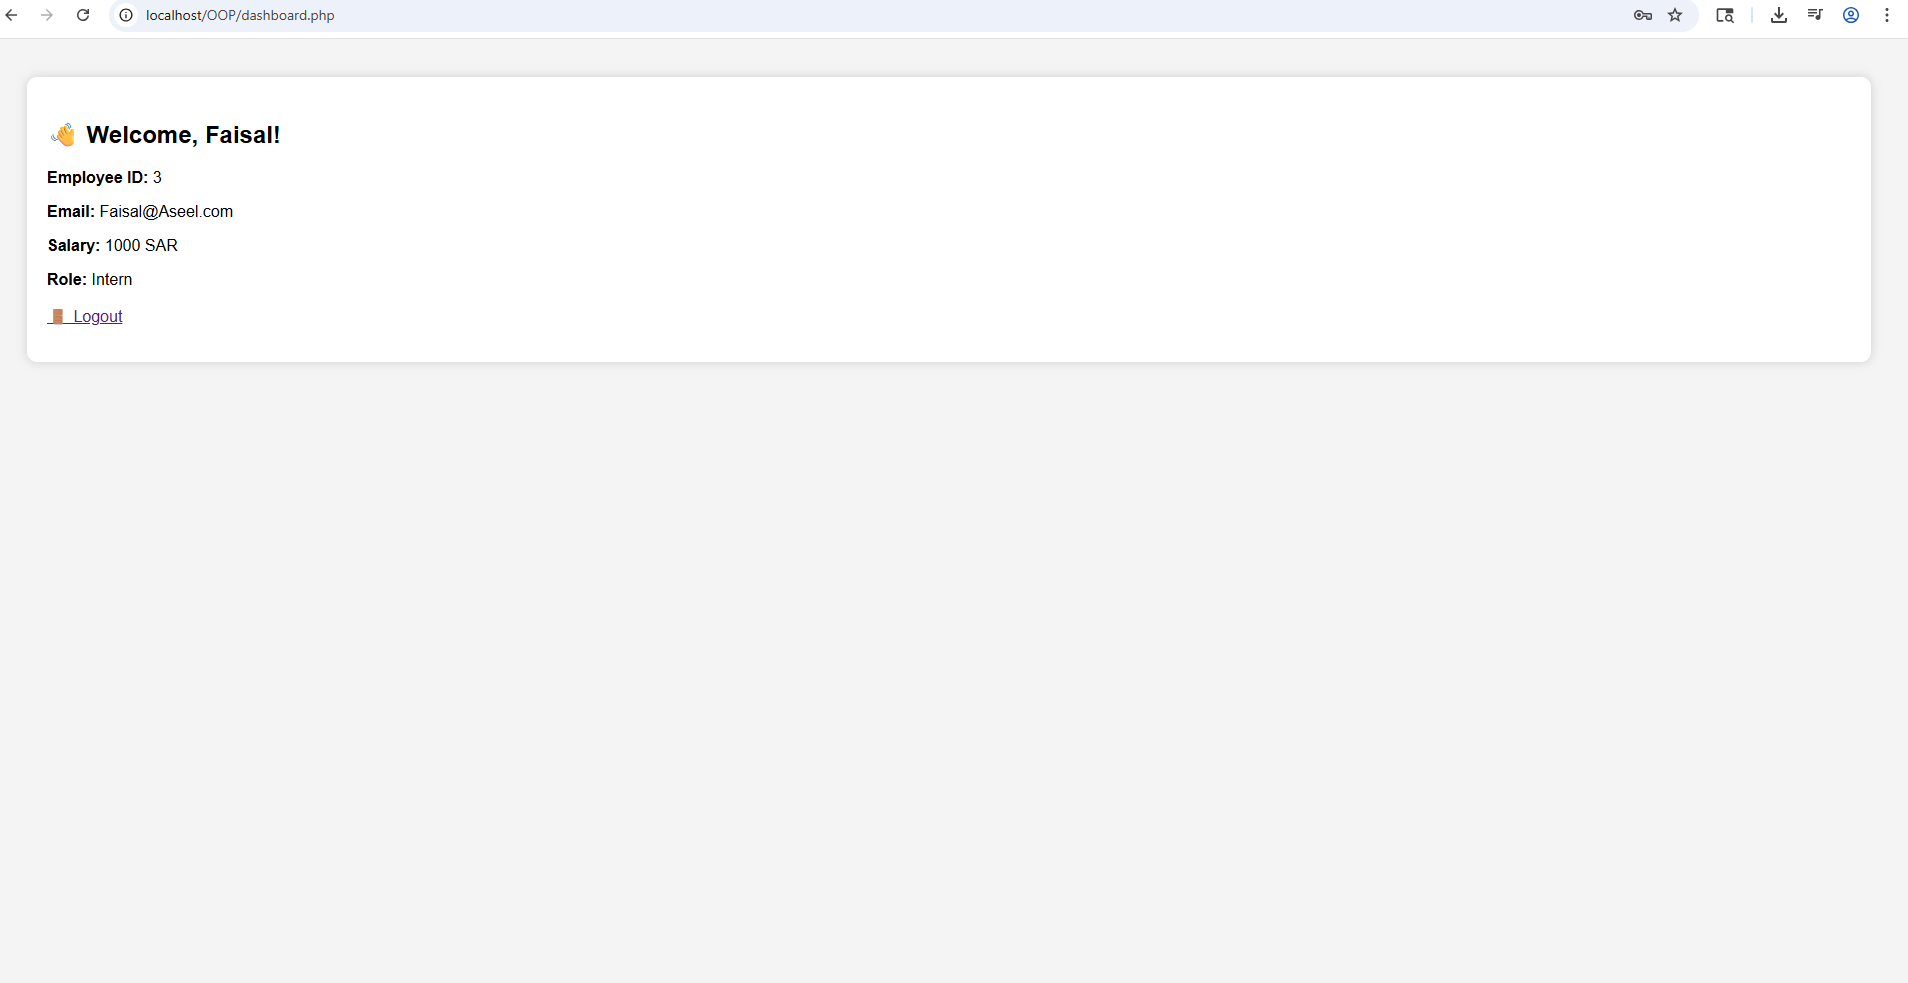 localhost/OOP/dashboard.php
👋 Welcome, Faisal!
Employee ID: 3
Email: Faisal@Aseel.com
Salary: 1000 SAR
Role: Intern
🚪 Logout